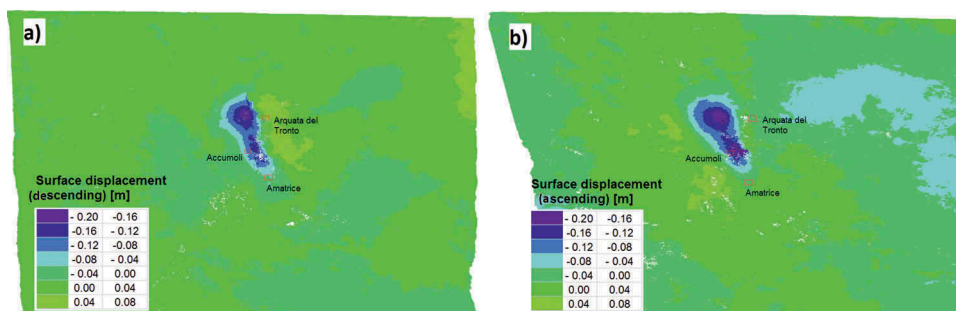 a)
Arquata del
Tronto
Accumoli
Amatrice
Surface displacement
(descending) [m]
- 0.20 -0.16
-0.16 - 0.12
- 0.12 -0.08
-0.08 - 0.04
- 0.04 0.00
0.00 0.04
0.04 0.08
b)
Arquata del
Tronto
Accumoli
Amatrice
Surface displacement
(ascending) [m]
- 0.20 -0.16
-0.16 - 0.12
- 0.12 -0.08
-0.08 - 0.04
- 0.04 0.00
0.00 0.04
0.04 0.08